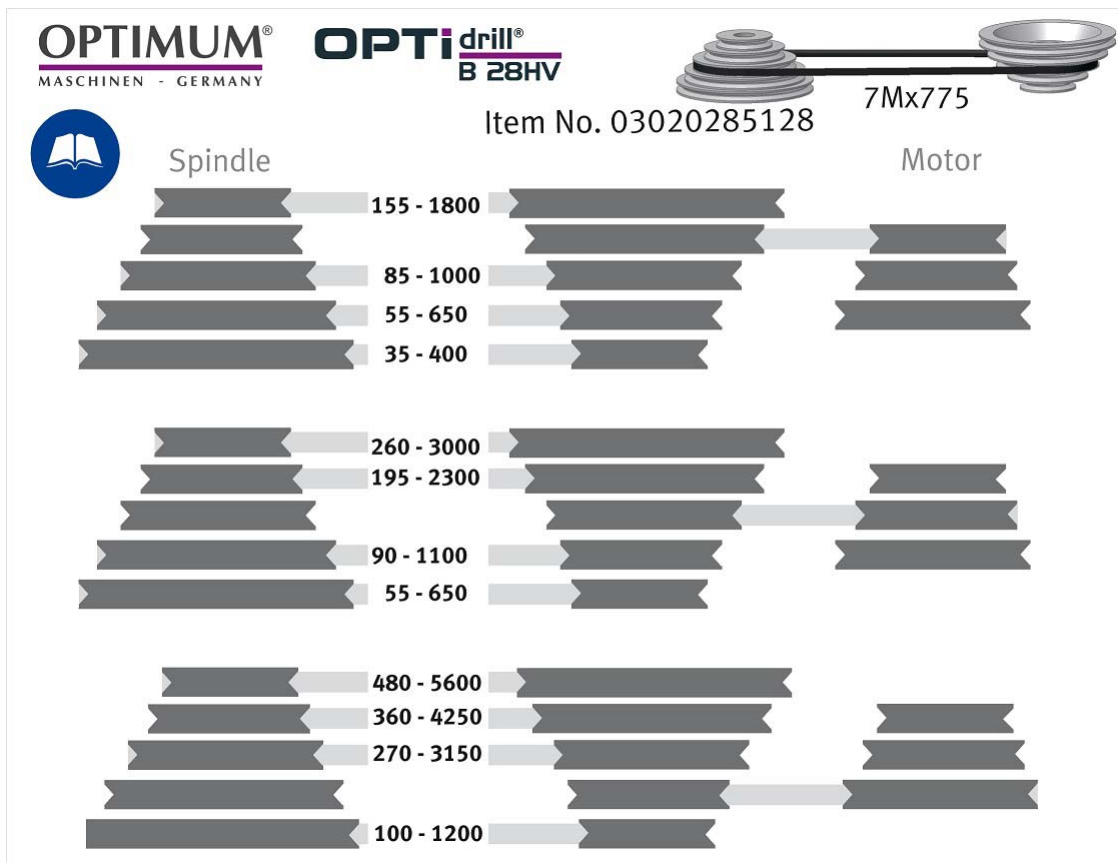 OPTIMUM®
MASCHINEN - GERMANY
OPTi drill®
B 28HV
7Mx775
Item No. 03020285128
Spindle
Motor
155 - 1800
85 - 1000
55 - 650
35 - 400
260 - 3000
195 - 2300
90 - 1100
55 - 650
480 - 5600
360 - 4250
270 - 3150
100 - 1200